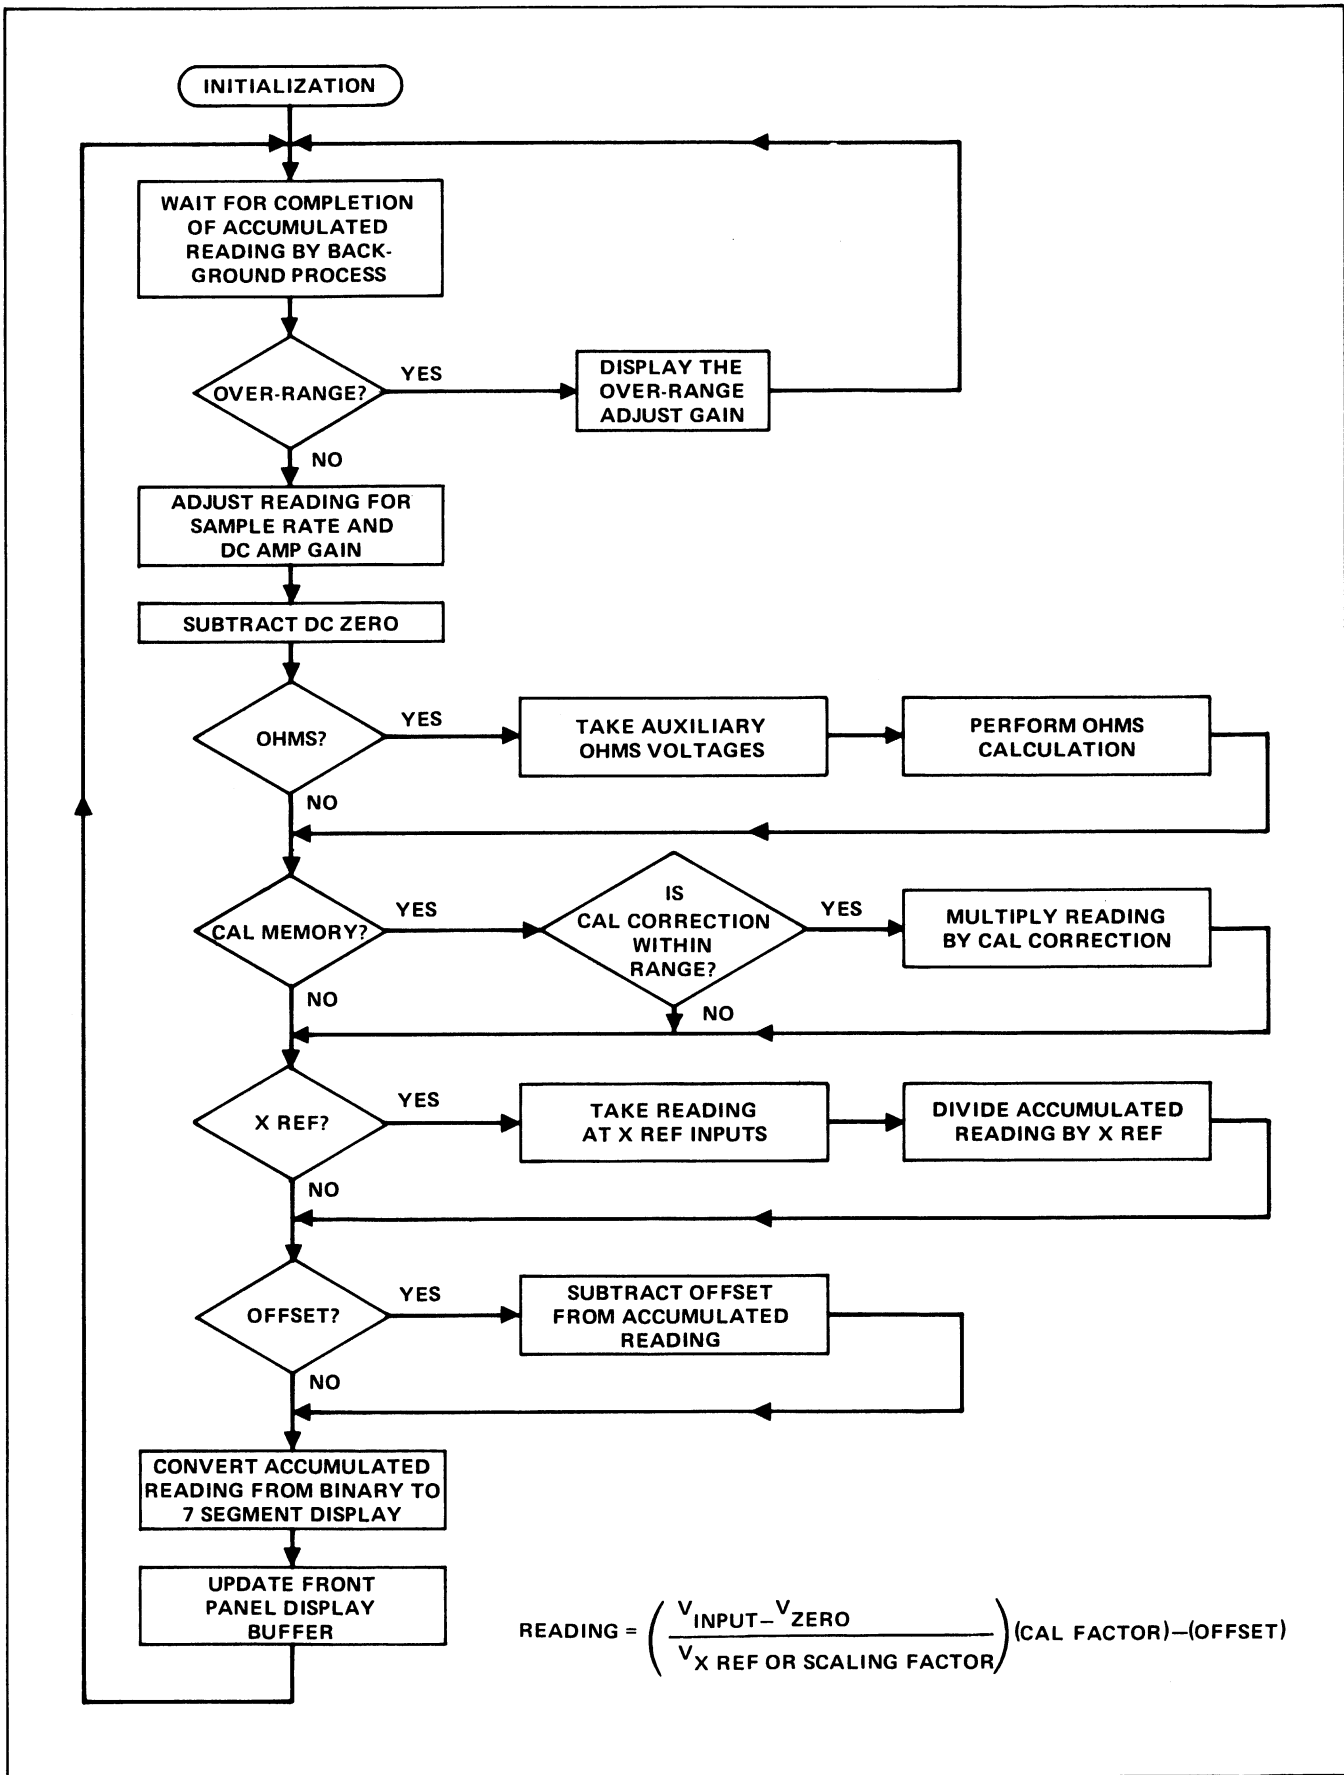 INITIALIZATION
WAIT FOR COMPLETION
OF ACCUMULATED
READING BY BACK-
GROUND PROCESS
OVER-RANGE?
YES
DISPLAY THE
OVER-RANGE
ADJUST GAIN
NO
ADJUST READING FOR
SAMPLE RATE AND
DC AMP GAIN
SUBTRACT DC ZERO
OHMS?
YES
TAKE AUXILIARY
OHMS VOLTAGES
PERFORM OHMS
CALCULATION
NO
CAL MEMORY?
YES
IS
CAL CORRECTION
WITHIN
RANGE?
YES
MULTIPLY READING
BY CAL CORRECTION
NO
NO
X REF?
YES
TAKE READING
AT X REF INPUTS
DIVIDE ACCUMULATED
READING BY X REF
NO
OFFSET?
YES
SUBTRACT OFFSET
FROM ACCUMULATED
READING
NO
CONVERT ACCUMULATED
READING FROM BINARY TO
7 SEGMENT DISPLAY
UPDATE FRONT
PANEL DISPLAY
BUFFER
READING = ( V INPUT – V ZERO / V X REF OR SCALING FACTOR ) (CAL FACTOR)–(OFFSET)